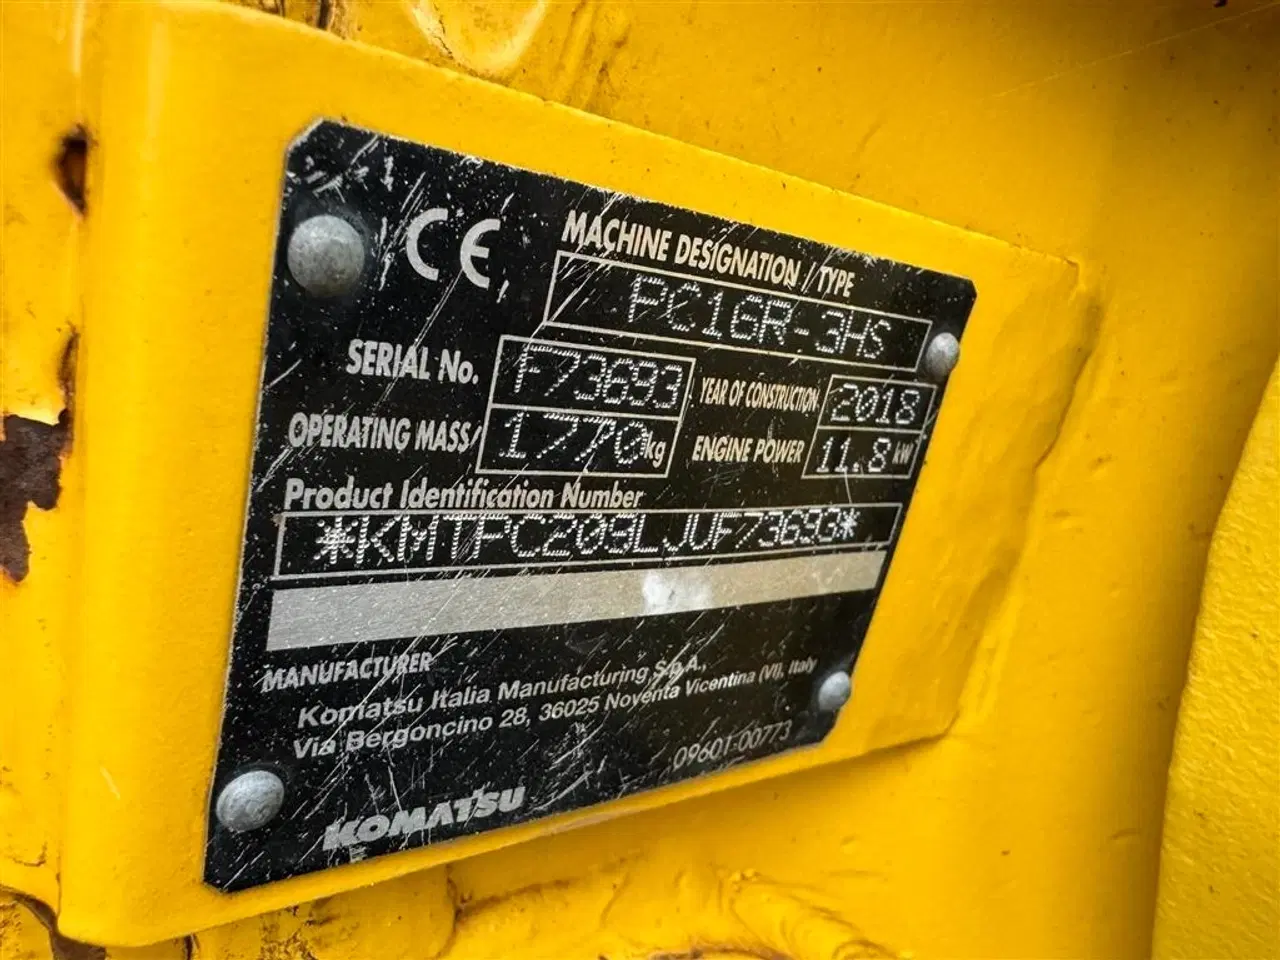 CE
MACHINE DESIGNATION / TYPE
PC16R-3HS
SERIAL No. F73693 YEAR OF CONSTRUCTION 2018
OPERATING MASS/ 1770kg ENGINE POWER 11.8 kW
Product Identification Number
*KMTPC209LJUF73693*
MANUFACTURER
Komatsu Italia Manufacturing S.p.A.,
Via Bergoncino 28, 36025 Noventa Vicentina (VI), Italy
09601-00773
KOMATSU